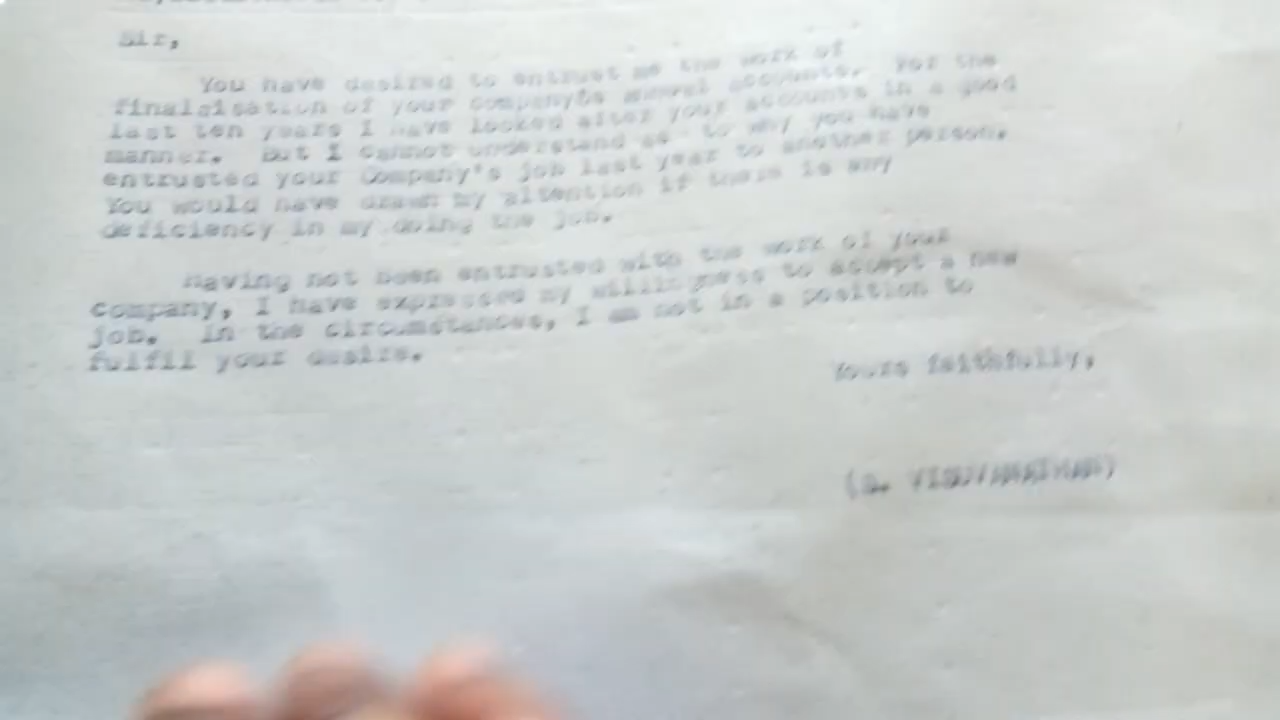 Sir,
You have desired to entrust me the work of
finalsisation of your company&s annual accounts. For the
last ten years I have looked after your accounts in a good
manner. But I cannot understand as to why you have
entrusted your Company's job last year to another person.
You would have drawn my attention if there is any
deficiency in my doing the job.
Having not been entrusted with the work of your
company, I have expressed my willingness to accept a new
job. In the circumstances, I am not in a position to
fulfil your desire.
Yours faithfully,